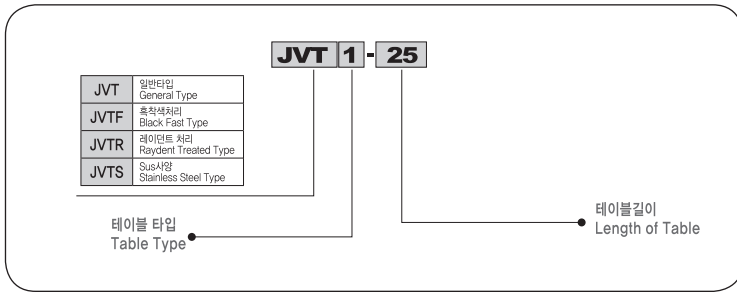 JVT 1 - 25
JVT 일반타입
General Type
JVTF 흑착색처리
Black Fast Type
JVTR 레이던트 처리
Raydent Treated Type
JVTS Sus사양
Stainless Steel Type
테이블 타입
Table Type
테이블길이
Length of Table